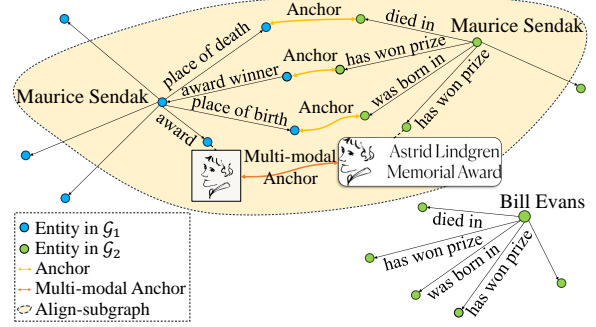 Anchor
died in
Maurice Sendak
place of death
Anchor
has won prize
award winner
was born in
Maurice Sendak
place of birth
Anchor
has won prize
award
Multi-modal
Anchor
Astrid Lindgren
Memorial Award
Bill Evans
died in
has won prize
was born in
has won prize
Entity in 𝒢1
Entity in 𝒢2
Anchor
Multi-modal Anchor
Align-subgraph